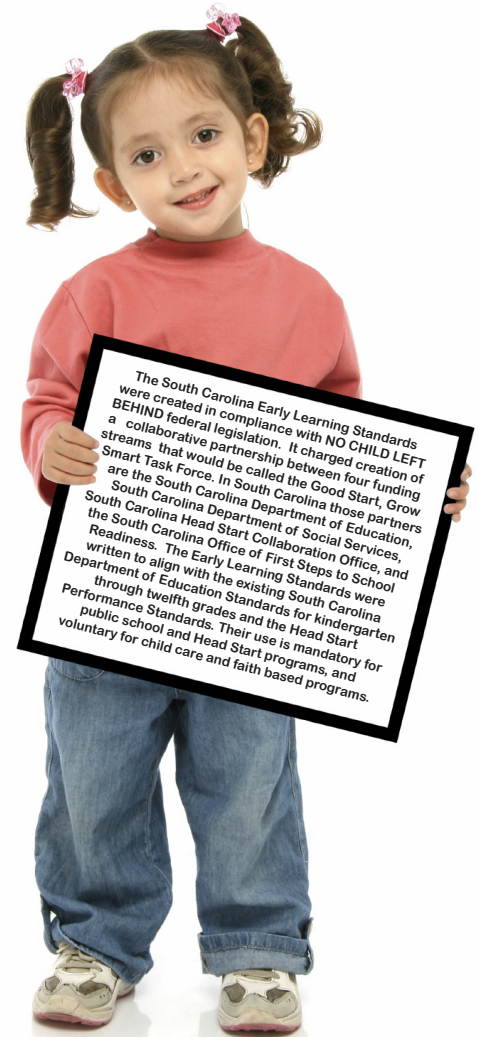 The South Carolina Early Learning Standards
were created in compliance with NO CHILD LEFT
BEHIND federal legislation. It charged creation of
a collaborative partnership between four funding
streams that would be called the Good Start, Grow
Smart Task Force. In South Carolina those partners
are the South Carolina Department of Education,
South Carolina Department of Social Services,
South Carolina Head Start Collaboration Office, and
the South Carolina Office of First Steps to School
Readiness. The Early Learning Standards were
written to align with the existing South Carolina
Department of Education Standards for kindergarten
through twelfth grades and the Head Start
Performance Standards. Their use is mandatory for
public school and Head Start programs, and
voluntary for child care and faith based programs.